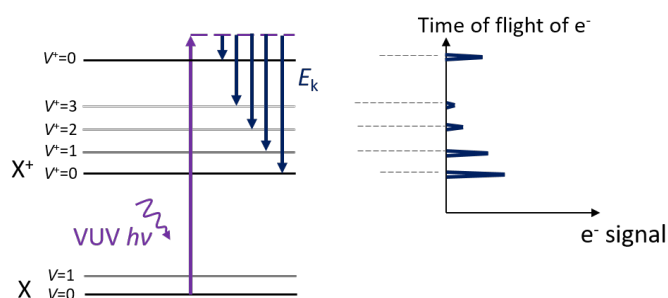 Time of flight of e⁻
V⁺=0
Eₖ
V⁺=3
V⁺=2
V⁺=1
X⁺ V⁺=0
VUV hν
e⁻ signal
V=1
X V=0